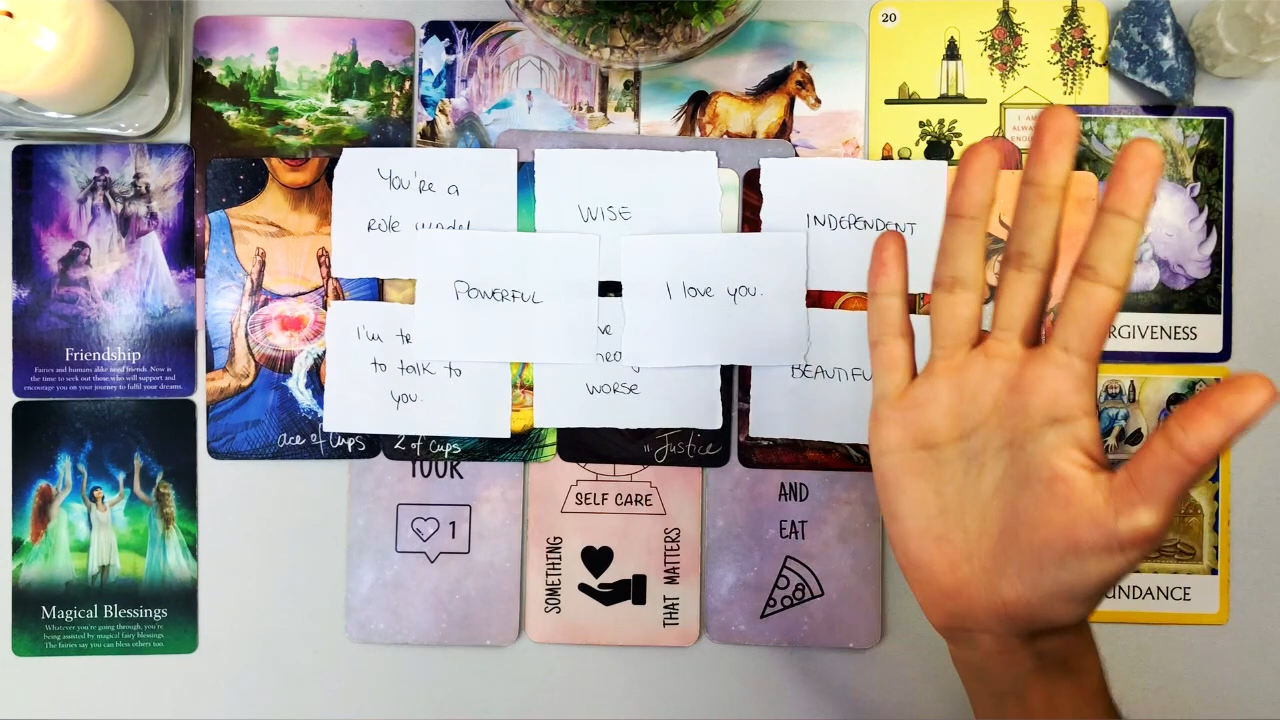 20
I AM
ALWAYS
Friendship
Fairies and humans alike need friends. Now is
the time to seek out those who will support and
encourage you on your journey to fulfil your dreams.
Magical Blessings
Whatever you're going through, you're
being assisted by magical fairy blessings.
The fairies say you can bless others too.
You're a
role model
WISE
INDEPENDENT
POWERFUL
I love you.
I'm
to talk to
you.
WORSE
BEAUTIFU
ace of Cups
2 of cups
Justice
YOUR
1
SELF CARE
SOMETHING
THAT MATTERS
AND
EAT
RGIVENESS
UNDANCE